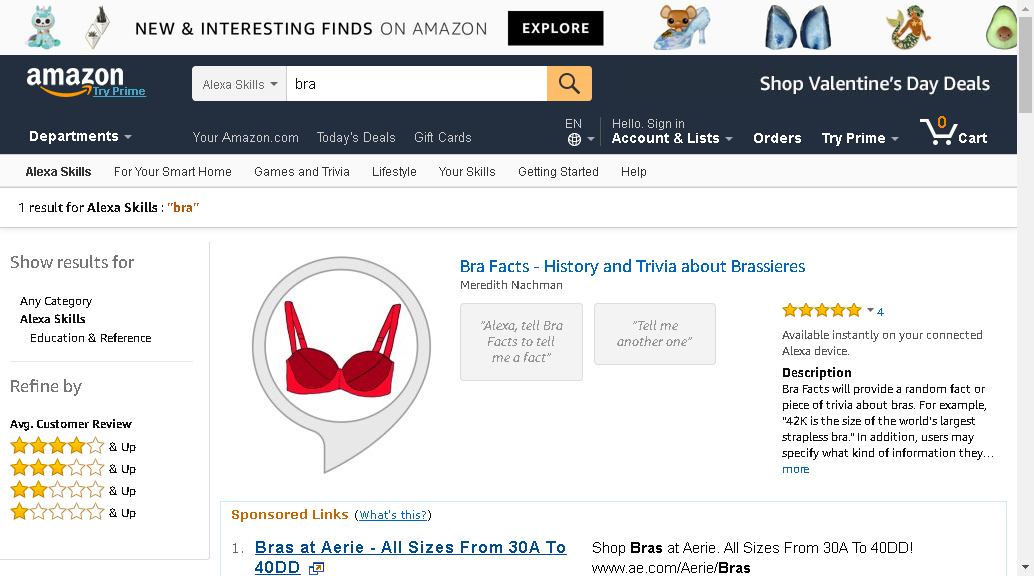 NEW & INTERESTING FINDS ON AMAZON EXPLORE
amazon
Try Prime
Alexa Skills
bra
Shop Valentine's Day Deals
Departments
Your Amazon.com Today's Deals Gift Cards
EN
Hello. Sign in
Account & Lists
Orders
Try Prime
0
Cart
Alexa Skills For Your Smart Home Games and Trivia Lifestyle Your Skills Getting Started Help
1 result for Alexa Skills : "bra"
Show results for
Any Category
Alexa Skills
Education & Reference
Refine by
Avg. Customer Review
& Up
& Up
& Up
& Up
Bra Facts - History and Trivia about Brassieres
Meredith Nachman
"Alexa, tell Bra
Facts to tell
me a fact"
"Tell me
another one"
4
Available instantly on your connected
Alexa device.
Description
Bra Facts will provide a random fact or
piece of trivia about bras. For example,
"42K is the size of the world's largest
strapless bra." In addition, users may
specify what kind of information they...
more
Sponsored Links (What's this?)
1. Bras at Aerie - All Sizes From 30A To
40DD
Shop Bras at Aerie. All Sizes From 30A To 40DD!
www.ae.com/Aerie/Bras